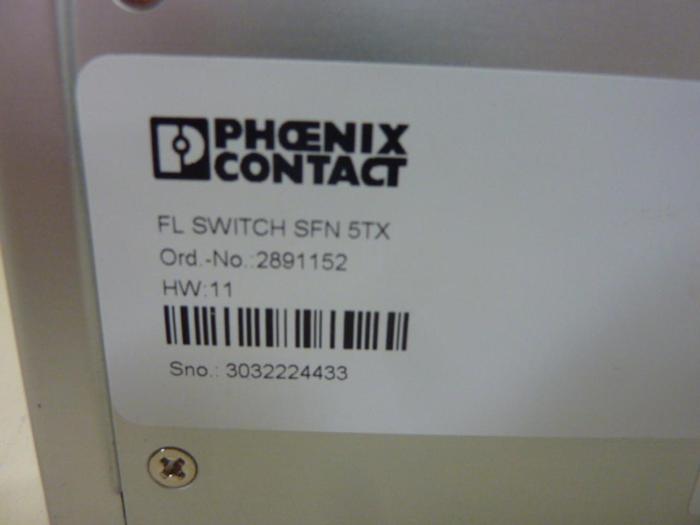 PHŒNIX
CONTACT
FL SWITCH SFN 5TX
Ord.-No.:2891152
HW:11
Sno.: 3032224433